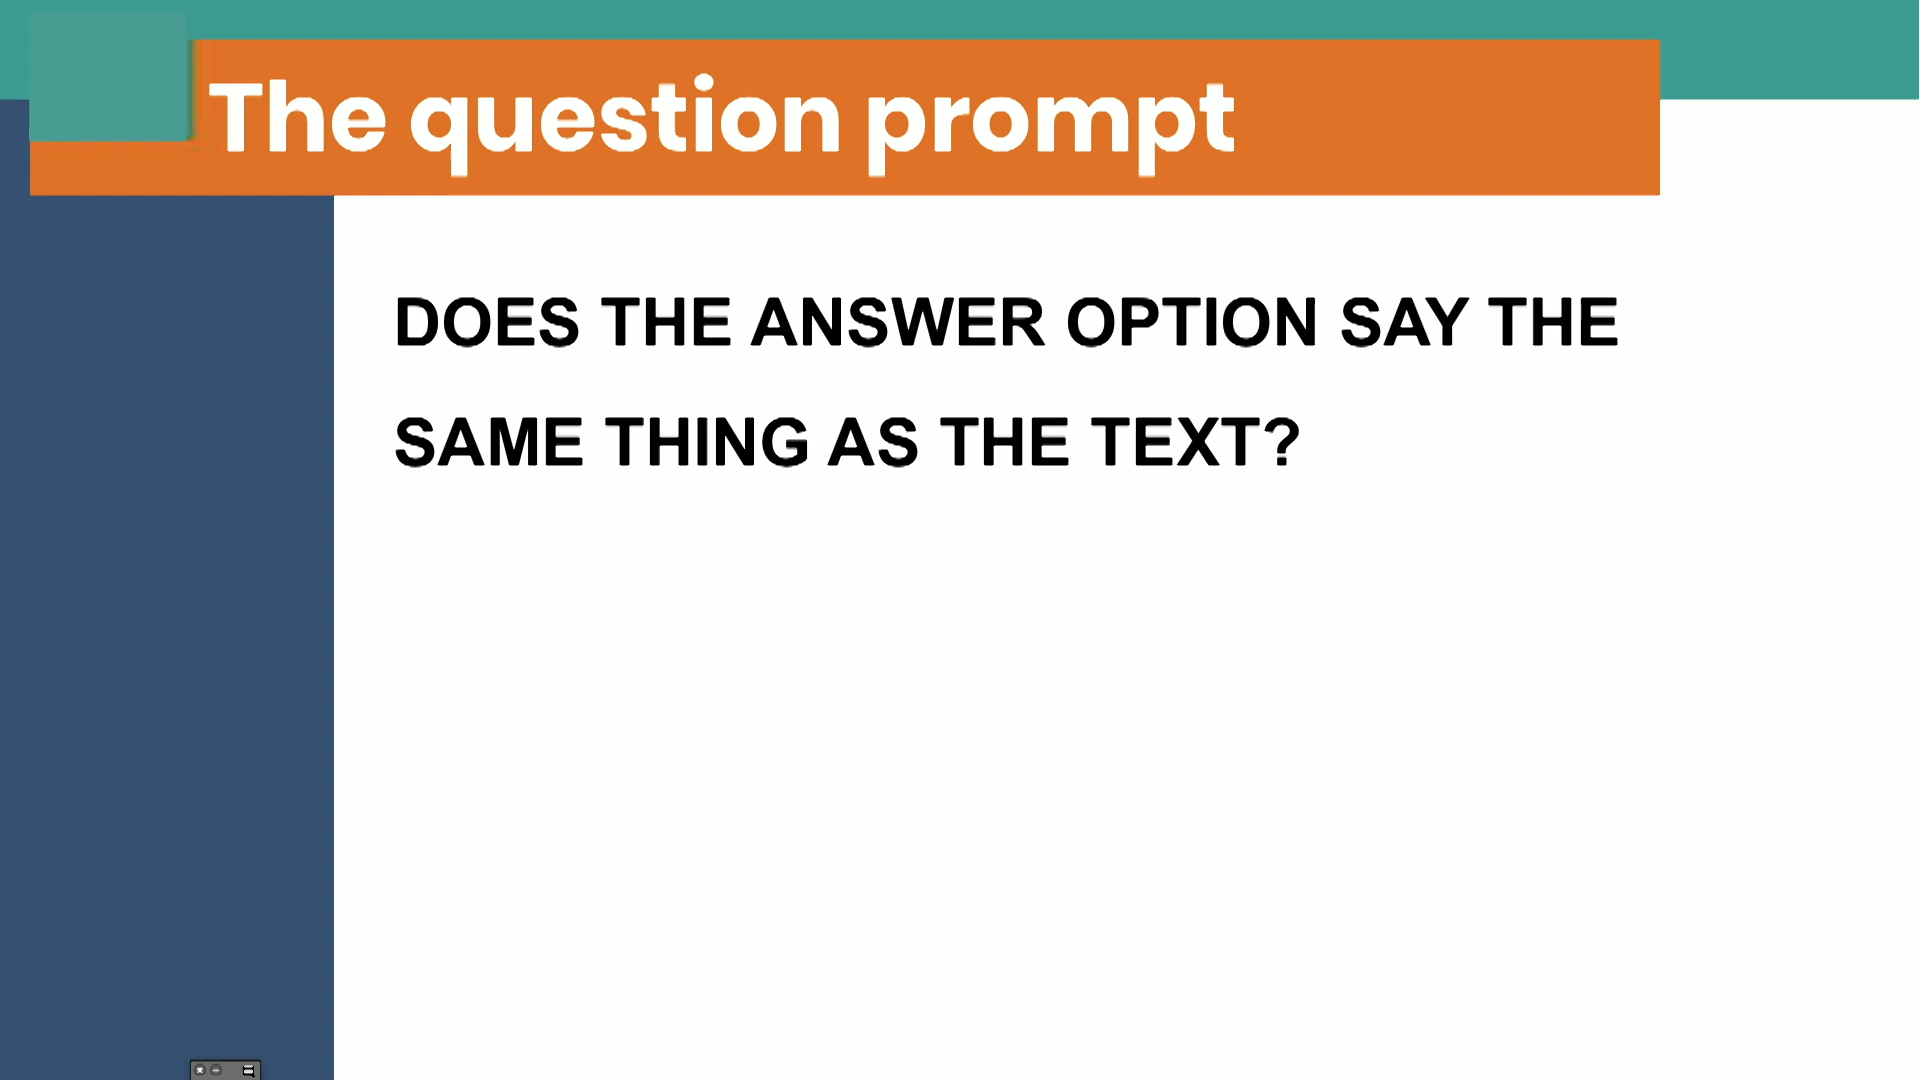 The question prompt
DOES THE ANSWER OPTION SAY THE
SAME THING AS THE TEXT?